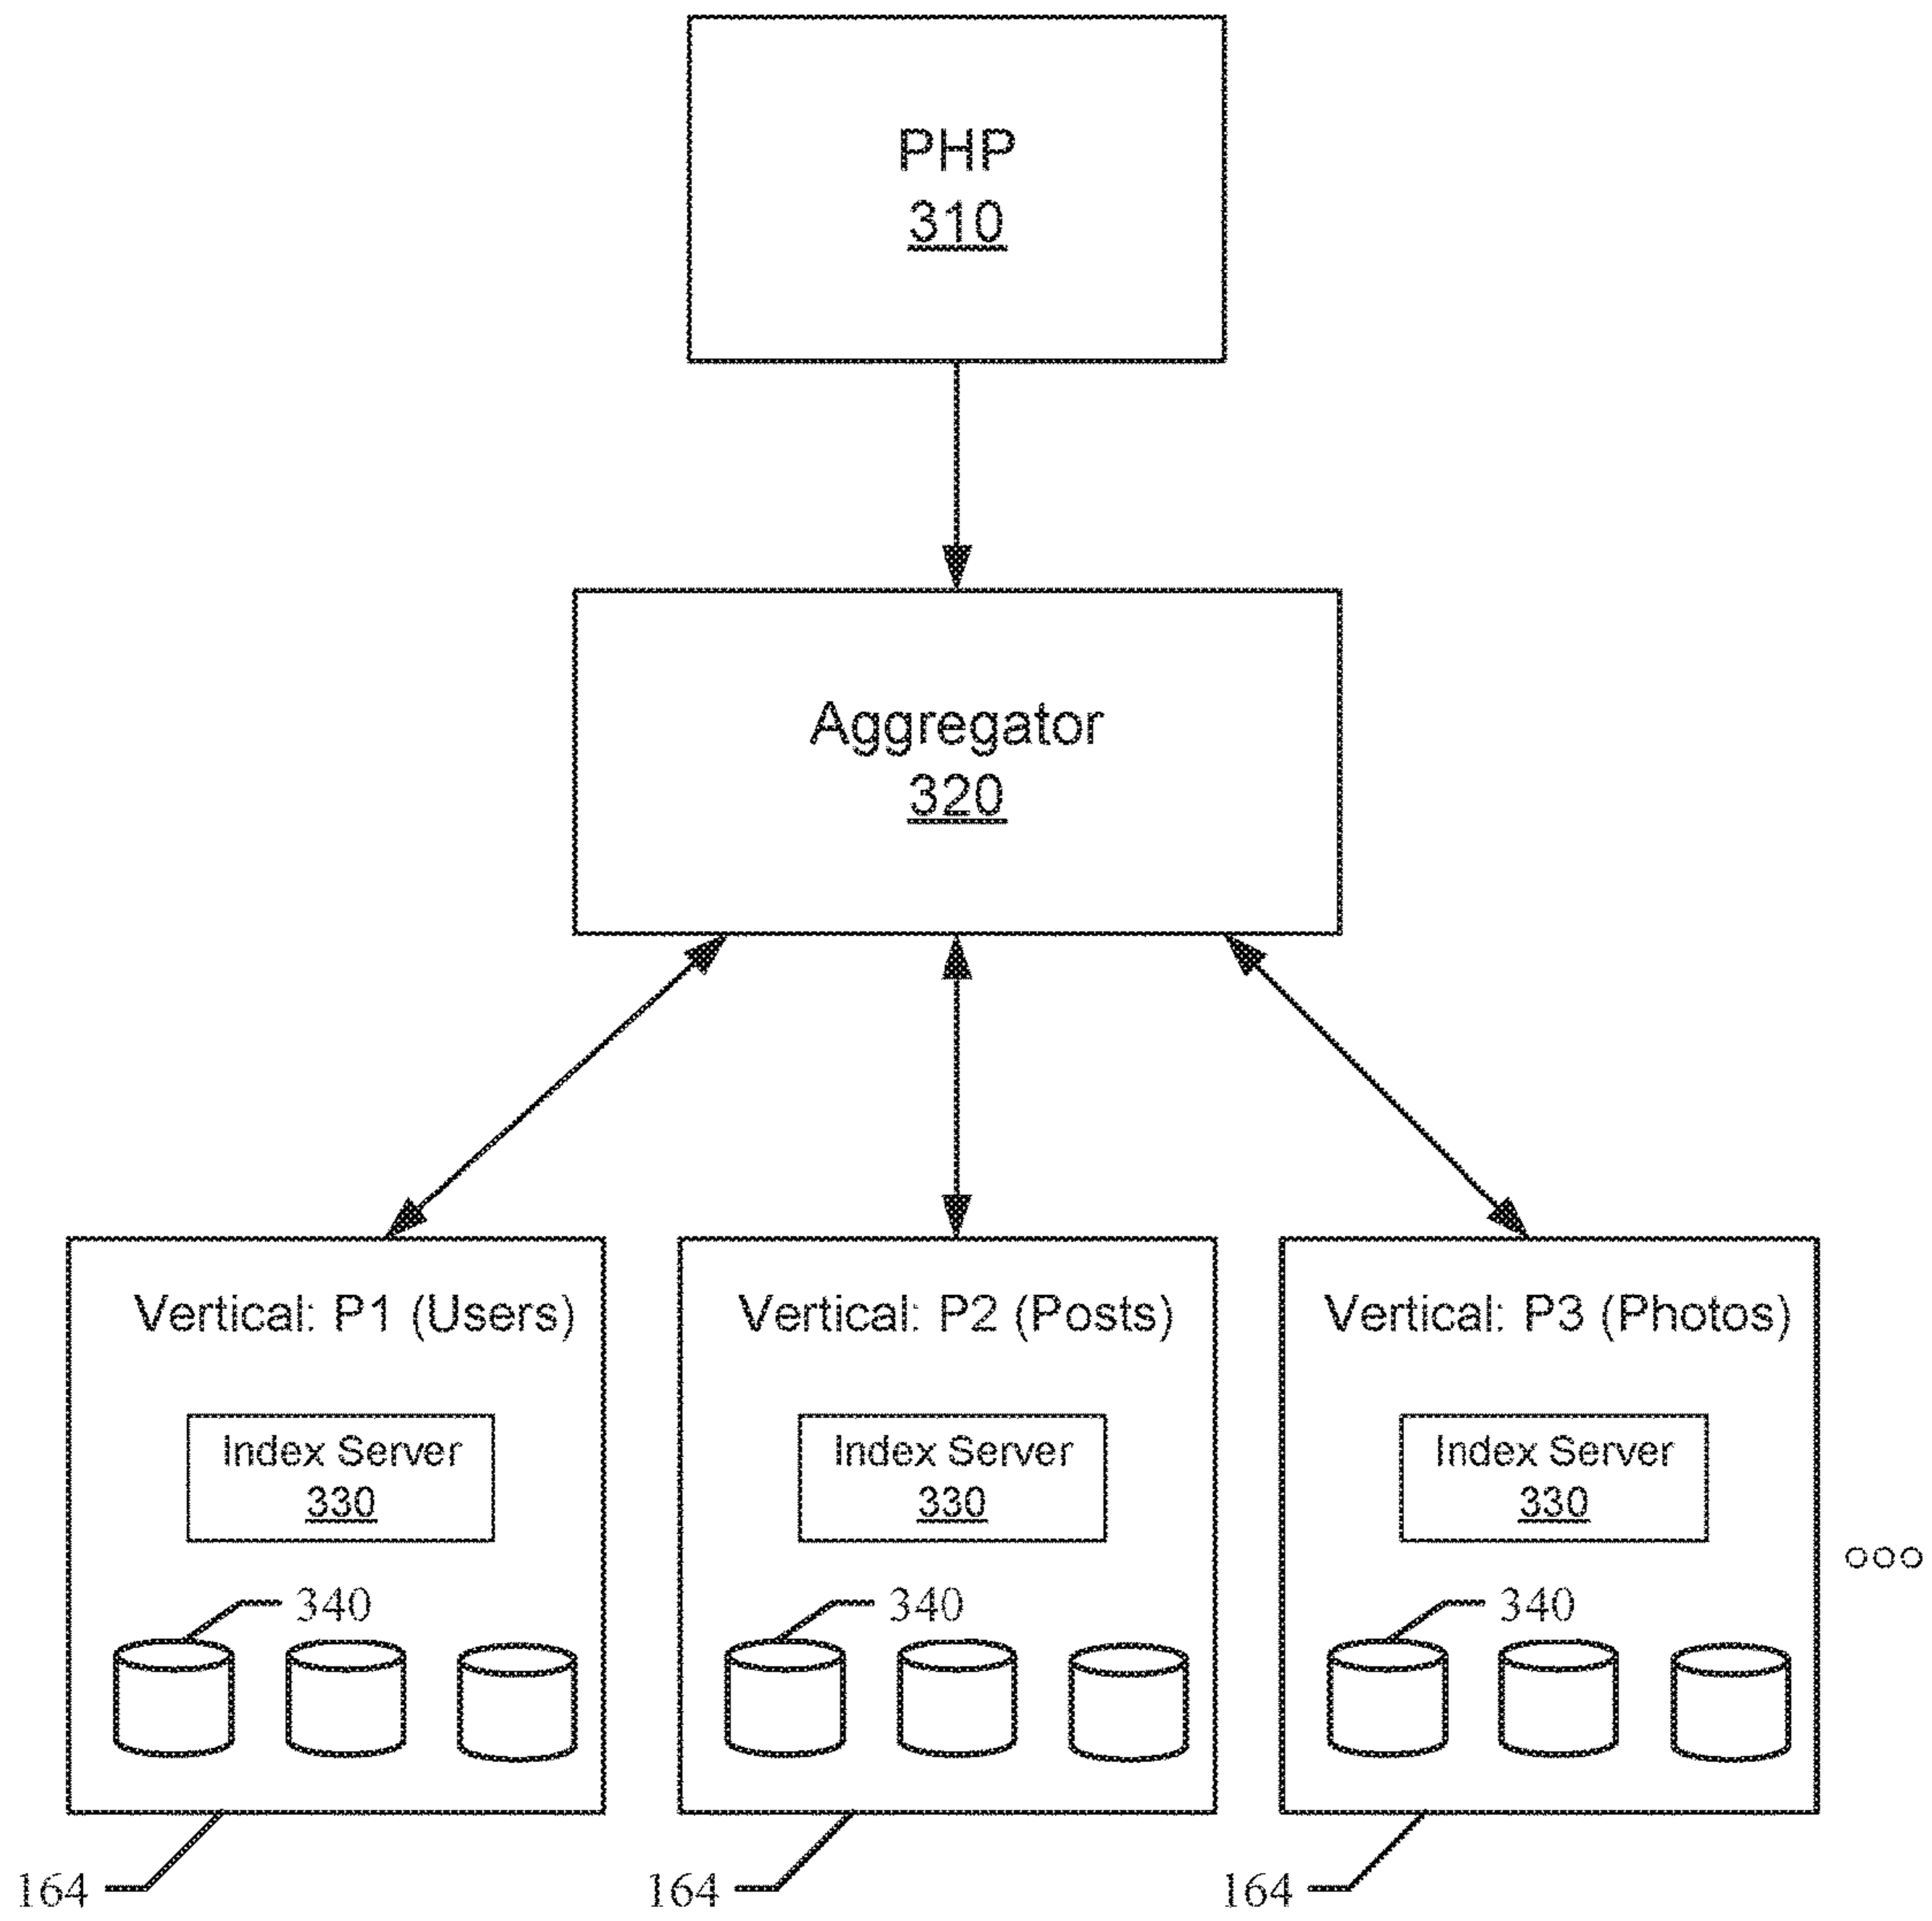 PHP
310
Aggregator
320
Vertical: P1 (Users)
Index Server
330
340
164
Vertical: P2 (Posts)
Index Server
330
340
164
Vertical: P3 (Photos)
Index Server
330
340
164